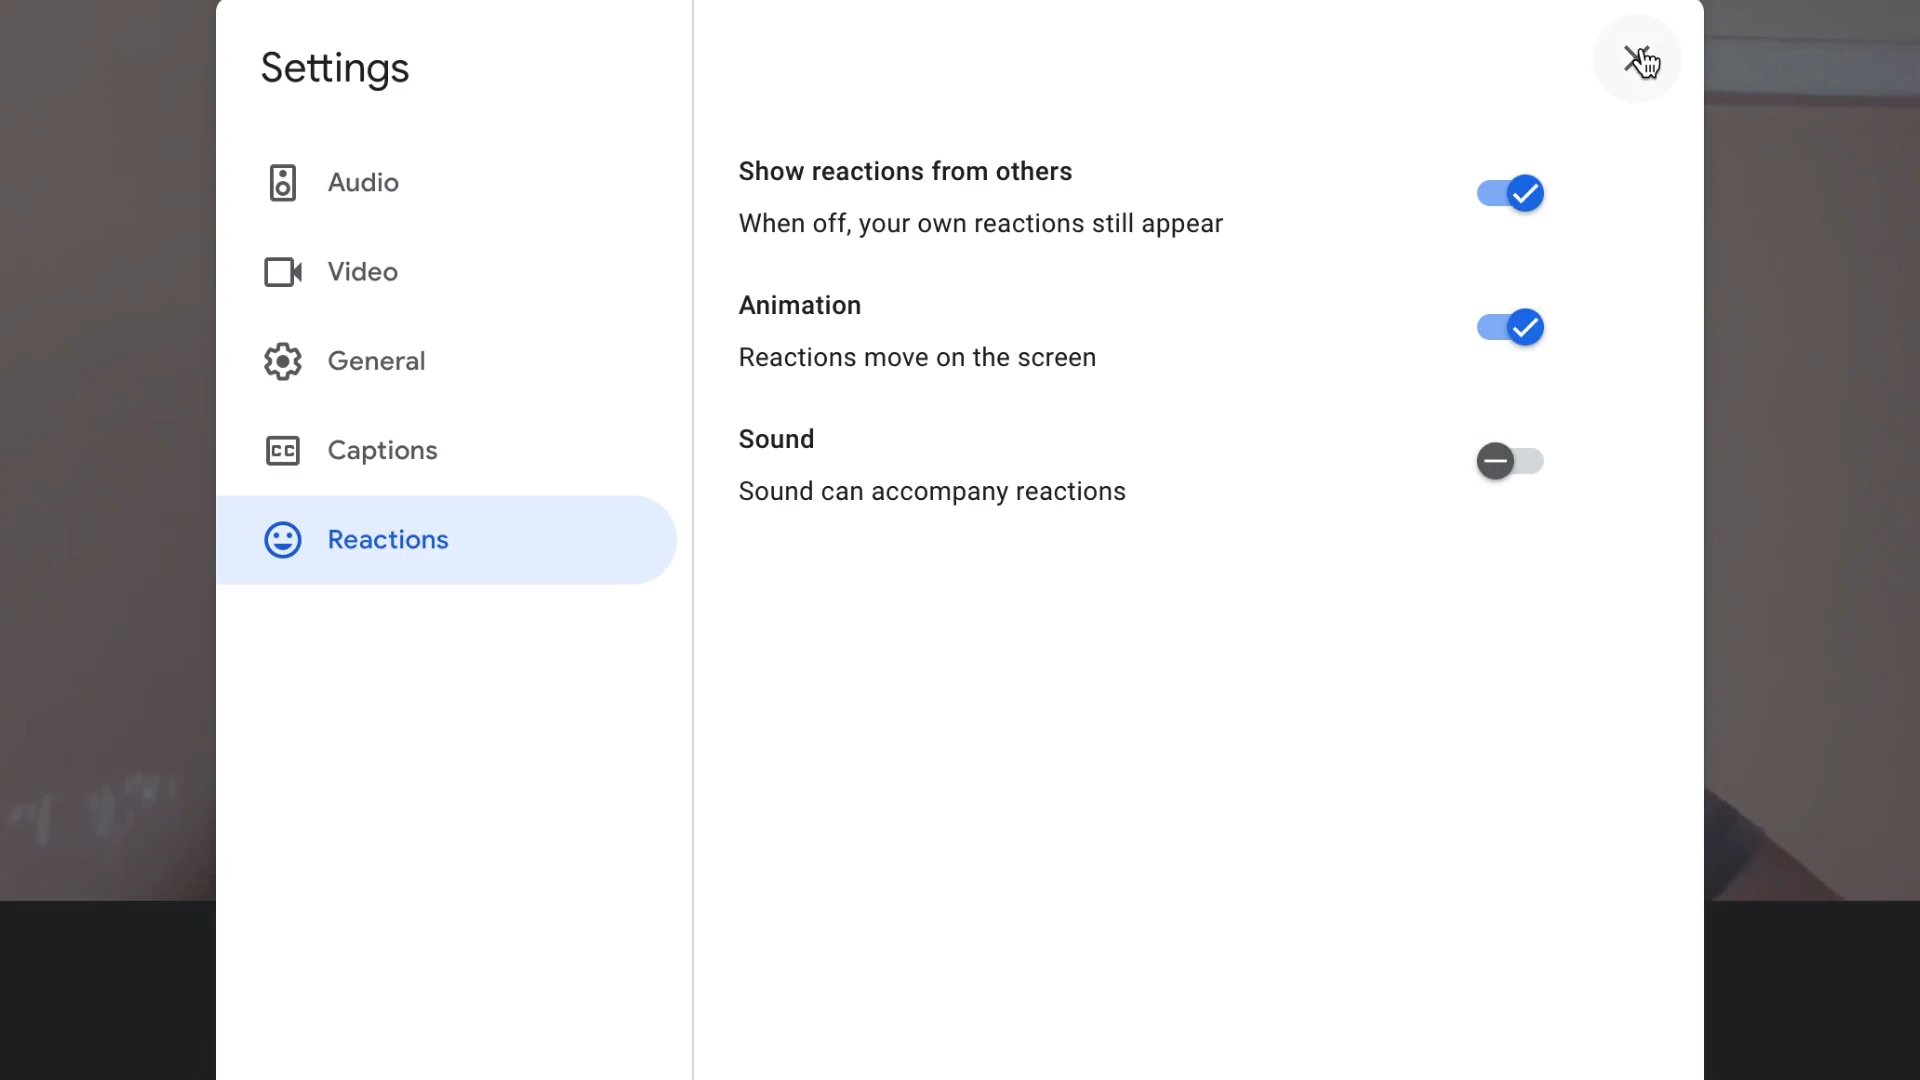 Settings
Audio
Video
General
Captions
Reactions
Show reactions from others
When off, your own reactions still appear
Animation
Reactions move on the screen
Sound
Sound can accompany reactions